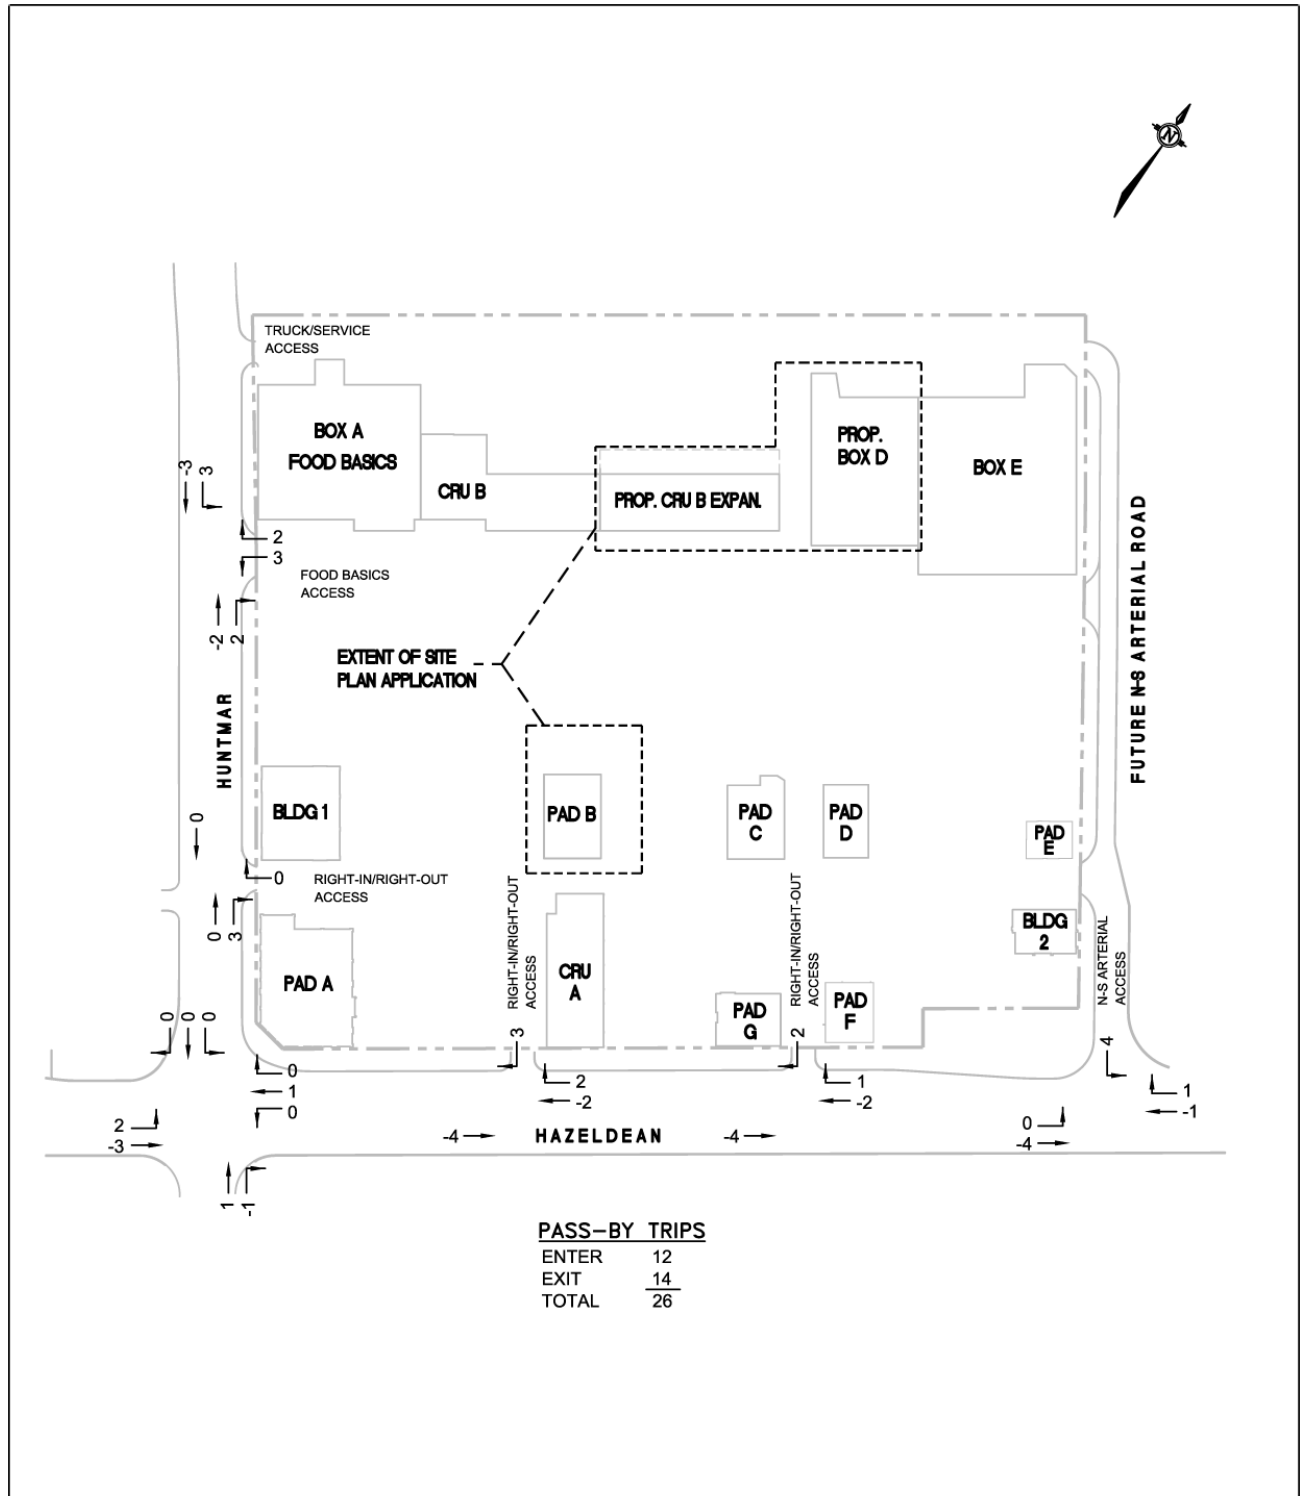 N
TRUCK/SERVICE
ACCESS
BOX A
FOOD BASICS
CRU B
PROP. CRU B EXPAN.
PROP.
BOX D
BOX E
-3
3
2
3
FOOD BASICS
ACCESS
-2
2
EXTENT OF SITE
PLAN APPLICATION
HUNTMAR
FUTURE N-S ARTERIAL ROAD
BLDG 1
PAD B
PAD
C
PAD
D
PAD
E
0
0
RIGHT-IN/RIGHT-OUT
ACCESS
0
3
PAD A
RIGHT-IN/RIGHT-OUT
ACCESS
CRU
A
RIGHT-IN/RIGHT-OUT
ACCESS
PAD
G
PAD
F
BLDG
2
N-S ARTERIAL
ACCESS
0
0
0
3
2
4
0
1
0
2
-2
1
-2
1
-1
2
-3
-4
HAZELDEAN
-4
0
-4
1
-1
PASS-BY TRIPS
ENTER 12
EXIT 14
TOTAL 26